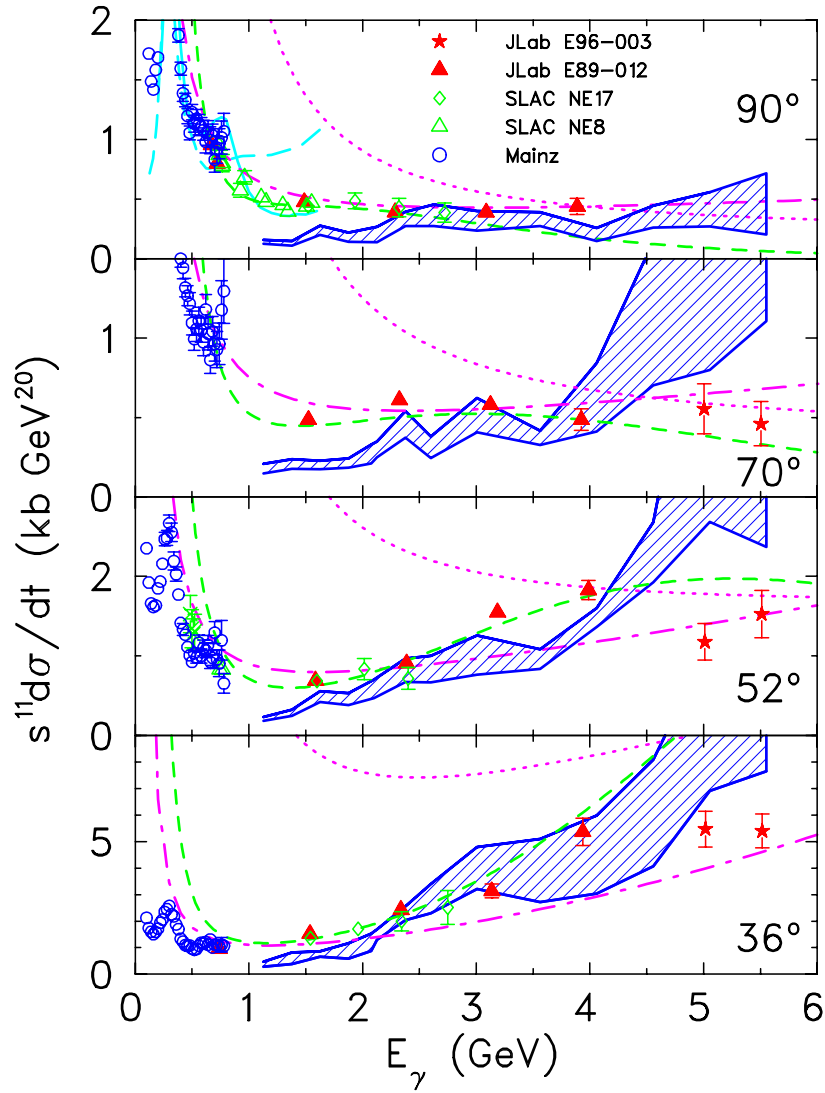 2
JLab E96-003
JLab E89-012
SLAC NE17
SLAC NE8
Mainz
90°
1
0
1
70°
0
2
52°
0
5
36°
0
0 1 2 3 4 5 6
E_γ (GeV)
s¹¹dσ/dt (kb GeV²⁰)